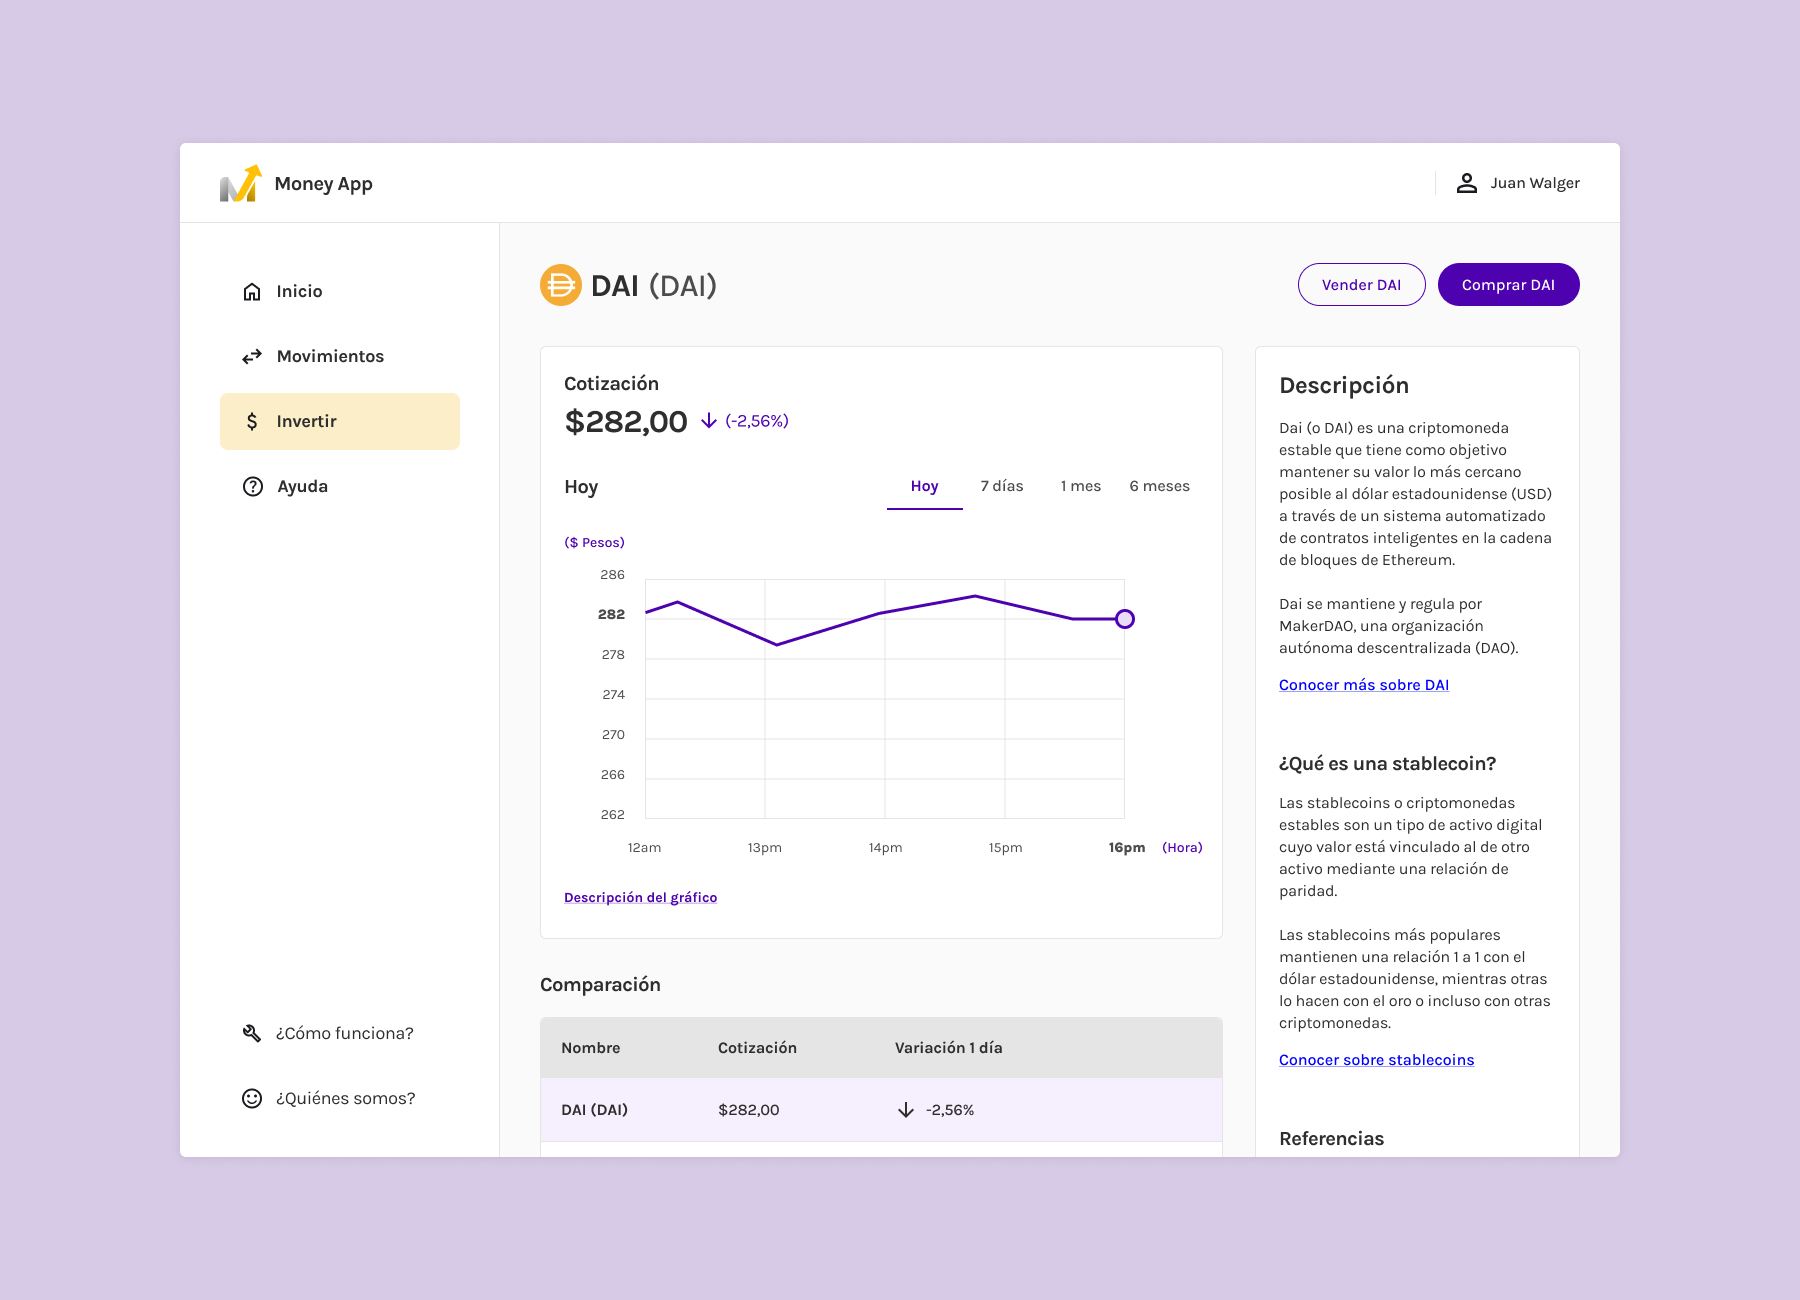 Money App
Juan Walger
Inicio
Movimientos
$ Invertir
Ayuda
¿Cómo funciona?
¿Quiénes somos?
DAI (DAI)
Vender DAI
Comprar DAI
Cotización
$282,00 (-2,56%)
Hoy
Hoy 7 días 1 mes 6 meses
($ Pesos)
286
282
278
274
270
266
262
12am 13pm 14pm 15pm 16pm (Hora)
Descripción del gráfico
Comparación
Nombre Cotización Variación 1 día
DAI (DAI) $282,00 -2,56%
Descripción
Dai (o DAI) es una criptomoneda
estable que tiene como objetivo
mantener su valor lo más cercano
posible al dólar estadounidense (USD)
a través de un sistema automatizado
de contratos inteligentes en la cadena
de bloques de Ethereum.
Dai se mantiene y regula por
MakerDAO, una organización
autónoma descentralizada (DAO).
Conocer más sobre DAI
¿Qué es una stablecoin?
Las stablecoins o criptomonedas
estables son un tipo de activo digital
cuyo valor está vinculado al de otro
activo mediante una relación de
paridad.
Las stablecoins más populares
mantienen una relación 1 a 1 con el
dólar estadounidense, mientras otras
lo hacen con el oro o incluso con otras
criptomonedas.
Conocer sobre stablecoins
Referencias